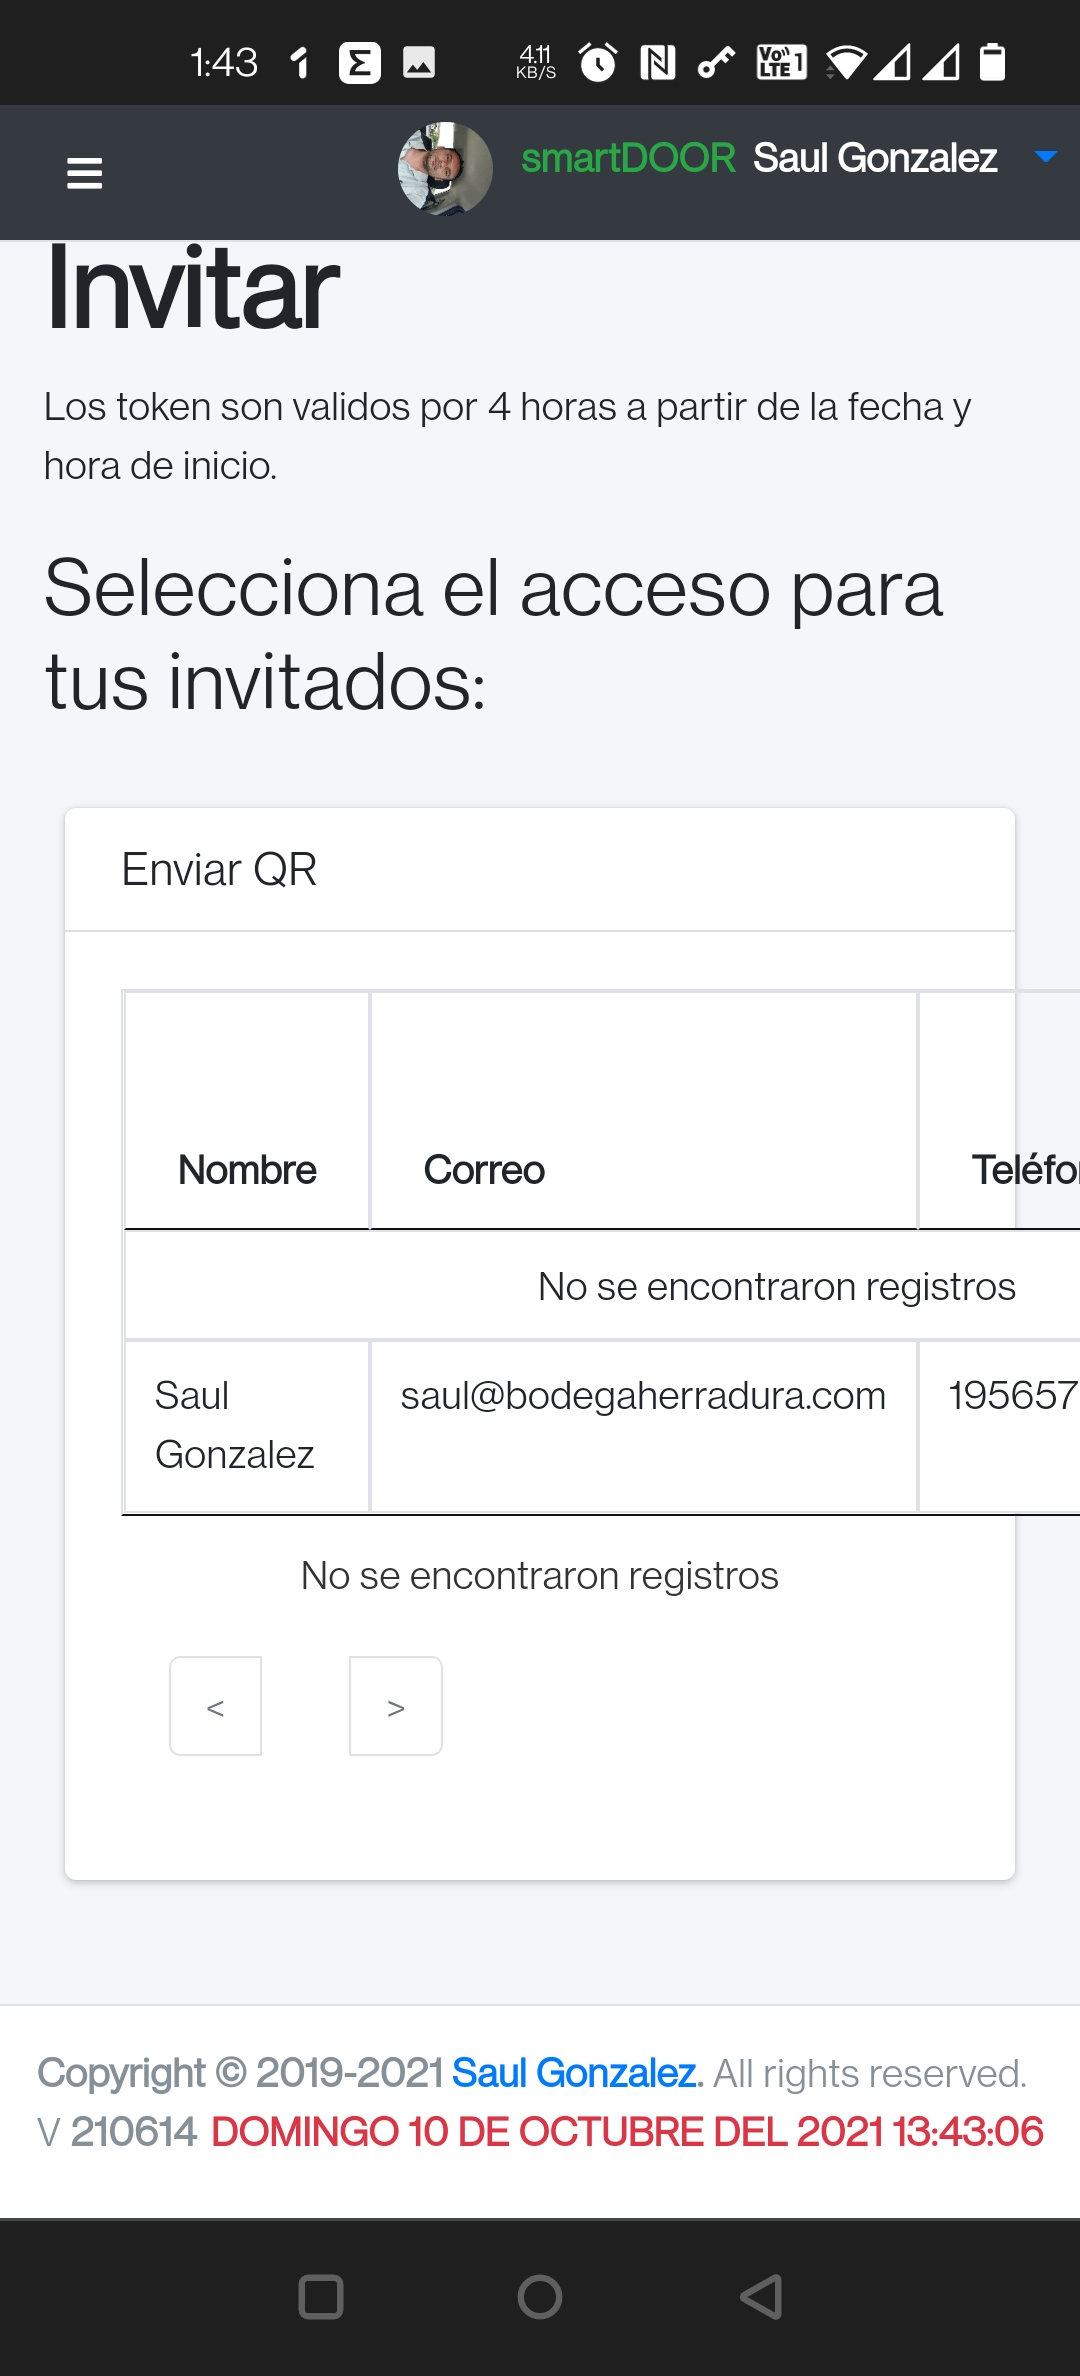 1:43 4.11 KB/S Vo)) LTE 1
smartDOOR Saul Gonzalez
Invitar
Los token son validos por 4 horas a partir de la fecha y
hora de inicio.
Selecciona el acceso para
tus invitados:
Enviar QR
Nombre Correo Teléfo
No se encontraron registros
Saul saul@bodegaherradura.com 195657
Gonzalez
No se encontraron registros
< >
Copyright © 2019-2021 Saul Gonzalez. All rights reserved.
V 210614 DOMINGO 10 DE OCTUBRE DEL 2021 13:43:06